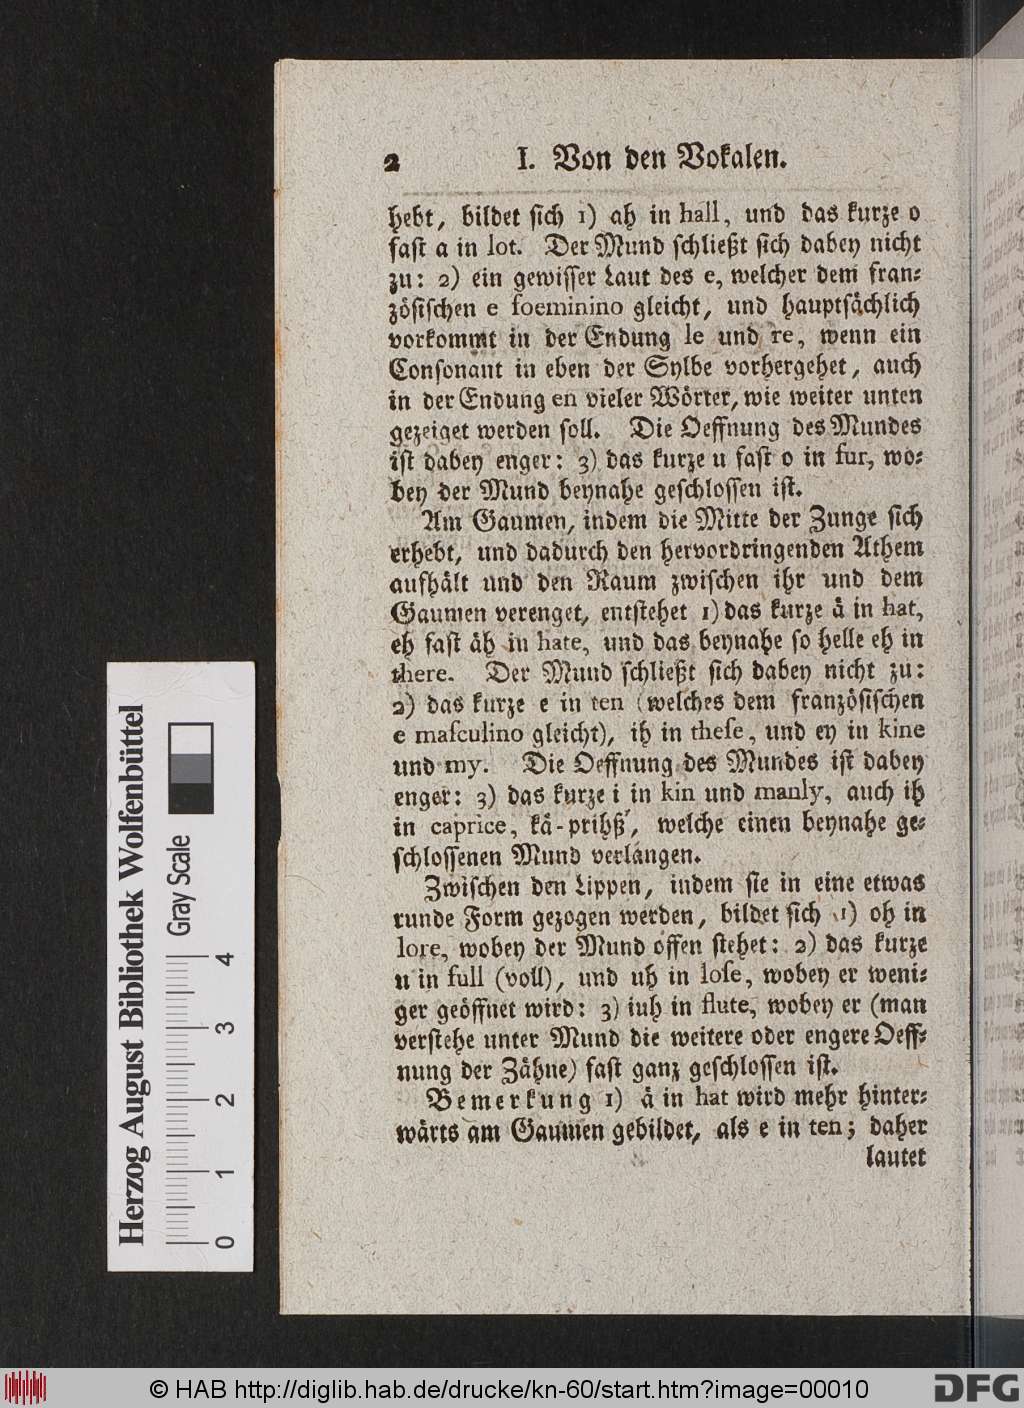 2 I. Von den Vokalen.
hebt, bildet sich 1) ah in hall, und das kurze o
fast a in lot. Der Mund schließt sich dabey nicht
zu: 2) ein gewisser Laut des e, welcher dem fran-
zösischen e foeminino gleicht, und hauptsächlich
vorkommt in der Endung le und re, wenn ein
Consonant in eben der Sylbe vorhergehet, auch
in der Endung en vieler Wörter, wie weiter unten
gezeiget werden soll. Die Oeffnung des Mundes
ist dabey enger: 3) das kurze u fast o in fur, wo-
bey der Mund beynahe geschlossen ist.
Am Gaumen, indem die Mitte der Zunge sich
erhebt, und dadurch den hervordringenden Athem
aufhält und den Raum zwischen ihr und dem
Gaumen verenget, entstehet 1) das kurze ä in hat,
eh fast äh in hate, und das beynahe so helle eh in
there. Der Mund schließt sich dabey nicht zu:
2) das kurze e in ten (welches dem französischen
e maſculino gleicht), ih in theſe, und ey in kine
und my. Die Oeffnung des Mundes ist dabey
enger: 3) das kurze i in kin und manly, auch ih
in caprice, kä-prihß', welche einen beynahe ge-
schlossenen Mund verlangen.
Zwischen den Lippen, indem sie in eine etwas
runde Form gezogen werden, bildet sich 1) oh in
lore, wobey der Mund offen stehet: 2) das kurze
u in full (voll), und uh in loſe, wobey er weni-
ger geöffnet wird: 3) iuh in flute, wobey er (man
verstehe unter Mund die weitere oder engere Oeff-
nung der Zähne) fast ganz geschlossen ist.
Bemerkung 1) ä in hat wird mehr hinter-
wärts am Gaumen gebildet, als e in ten; daher
lautet
Herzog August Bibliothek Wolfenbüttel
Gray Scale
0 1 2 3 4
© HAB http://diglib.hab.de/drucke/kn-60/start.htm?image=00010
DFG